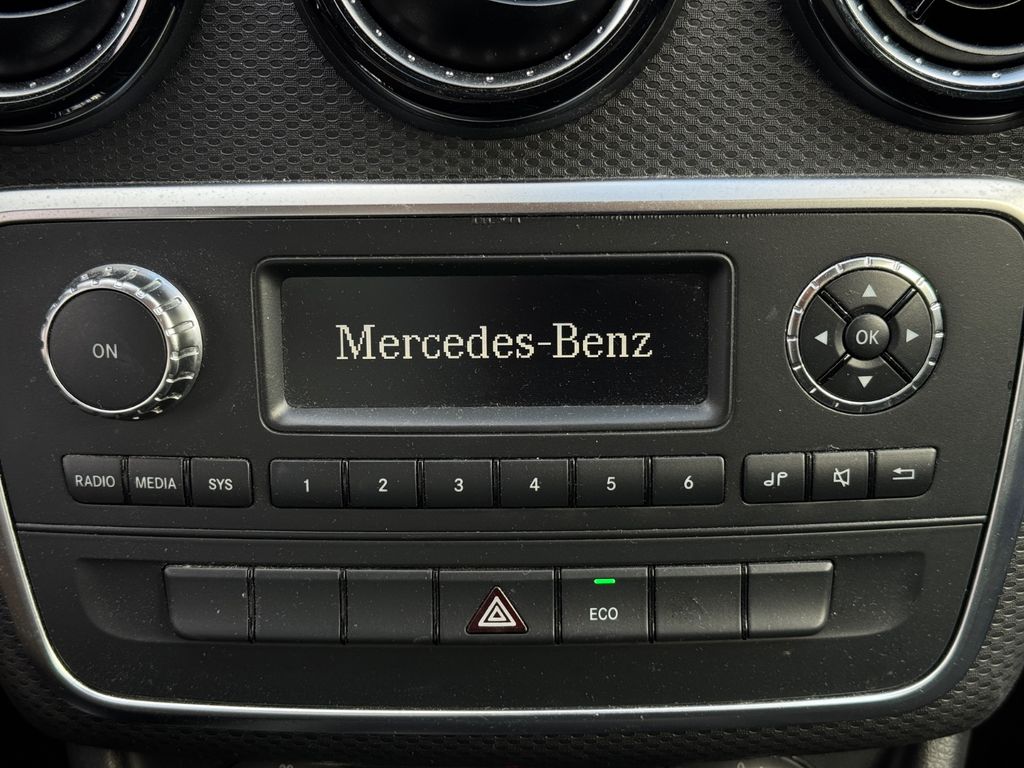 Mercedes-Benz
ON
OK
RADIO MEDIA SYS 1 2 3 4 5 6
ECO